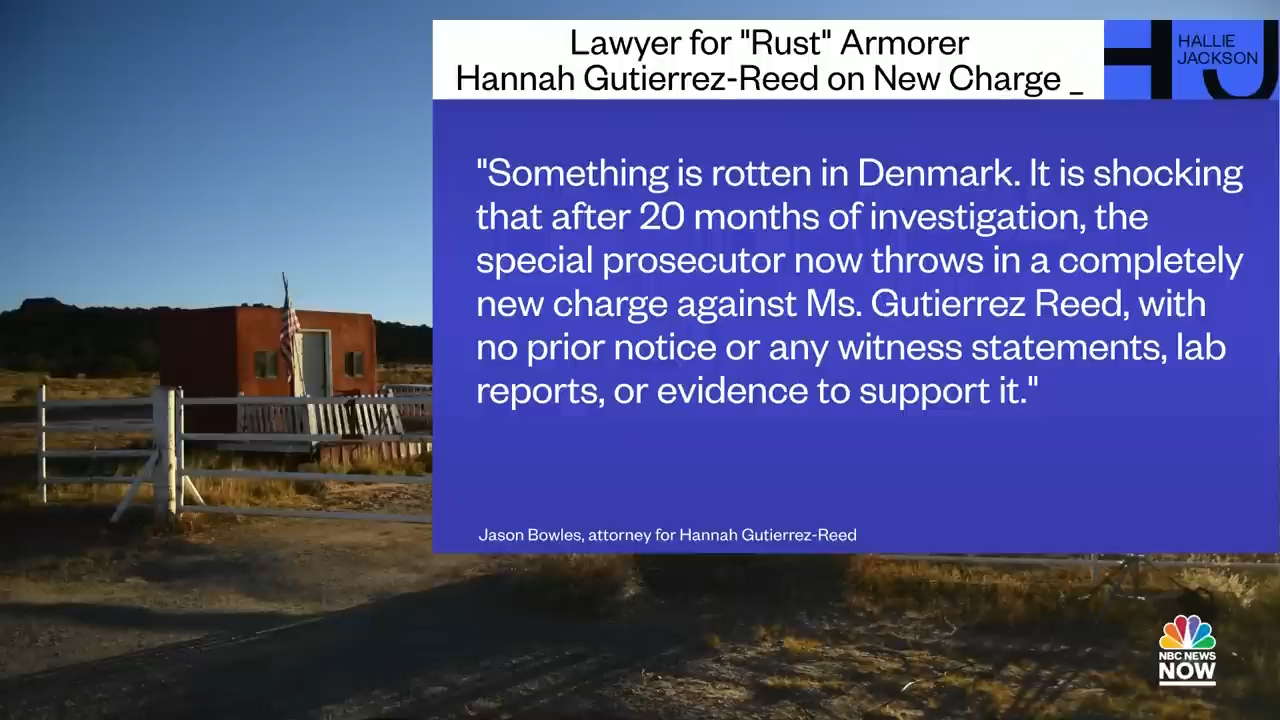 Lawyer for "Rust" Armorer
Hannah Gutierrez-Reed on New Charge _
HALLIE
JACKSON
"Something is rotten in Denmark. It is shocking
that after 20 months of investigation, the
special prosecutor now throws in a completely
new charge against Ms. Gutierrez Reed, with
no prior notice or any witness statements, lab
reports, or evidence to support it."
Jason Bowles, attorney for Hannah Gutierrez-Reed
NBC NEWS
NOW